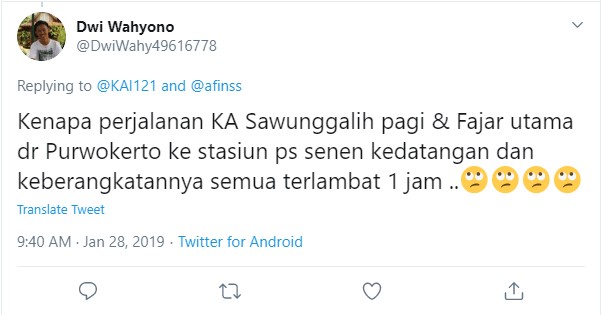 Dwi Wahyono
@DwiWahy49616778
Replying to @KAI121 and @afinss
Kenapa perjalanan KA Sawunggalih pagi & Fajar utama
dr Purwokerto ke stasiun ps senen kedatangan dan
keberangkatannya semua terlambat 1 jam ..🙄🙄🙄🙄
Translate Tweet
9:40 AM · Jan 28, 2019 · Twitter for Android